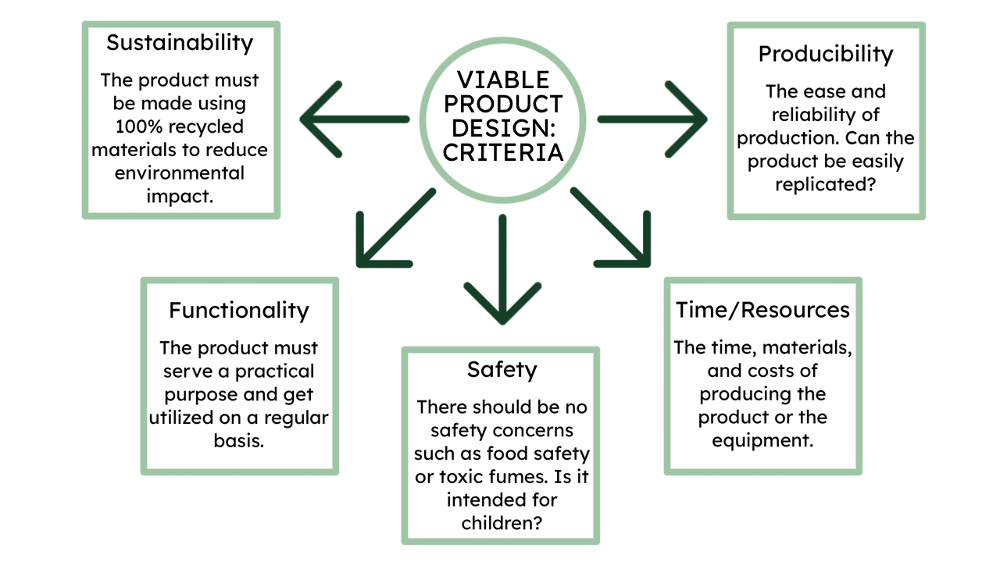 VIABLE
PRODUCT
DESIGN:
CRITERIA
Sustainability
The product must
be made using
100% recycled
materials to reduce
environmental
impact.
Producibility
The ease and
reliability of
production. Can the
product be easily
replicated?
Functionality
The product must
serve a practical
purpose and get
utilized on a regular
basis.
Safety
There should be no
safety concerns
such as food safety
or toxic fumes. Is it
intended for
children?
Time/Resources
The time, materials,
and costs of
producing the
product or the
equipment.